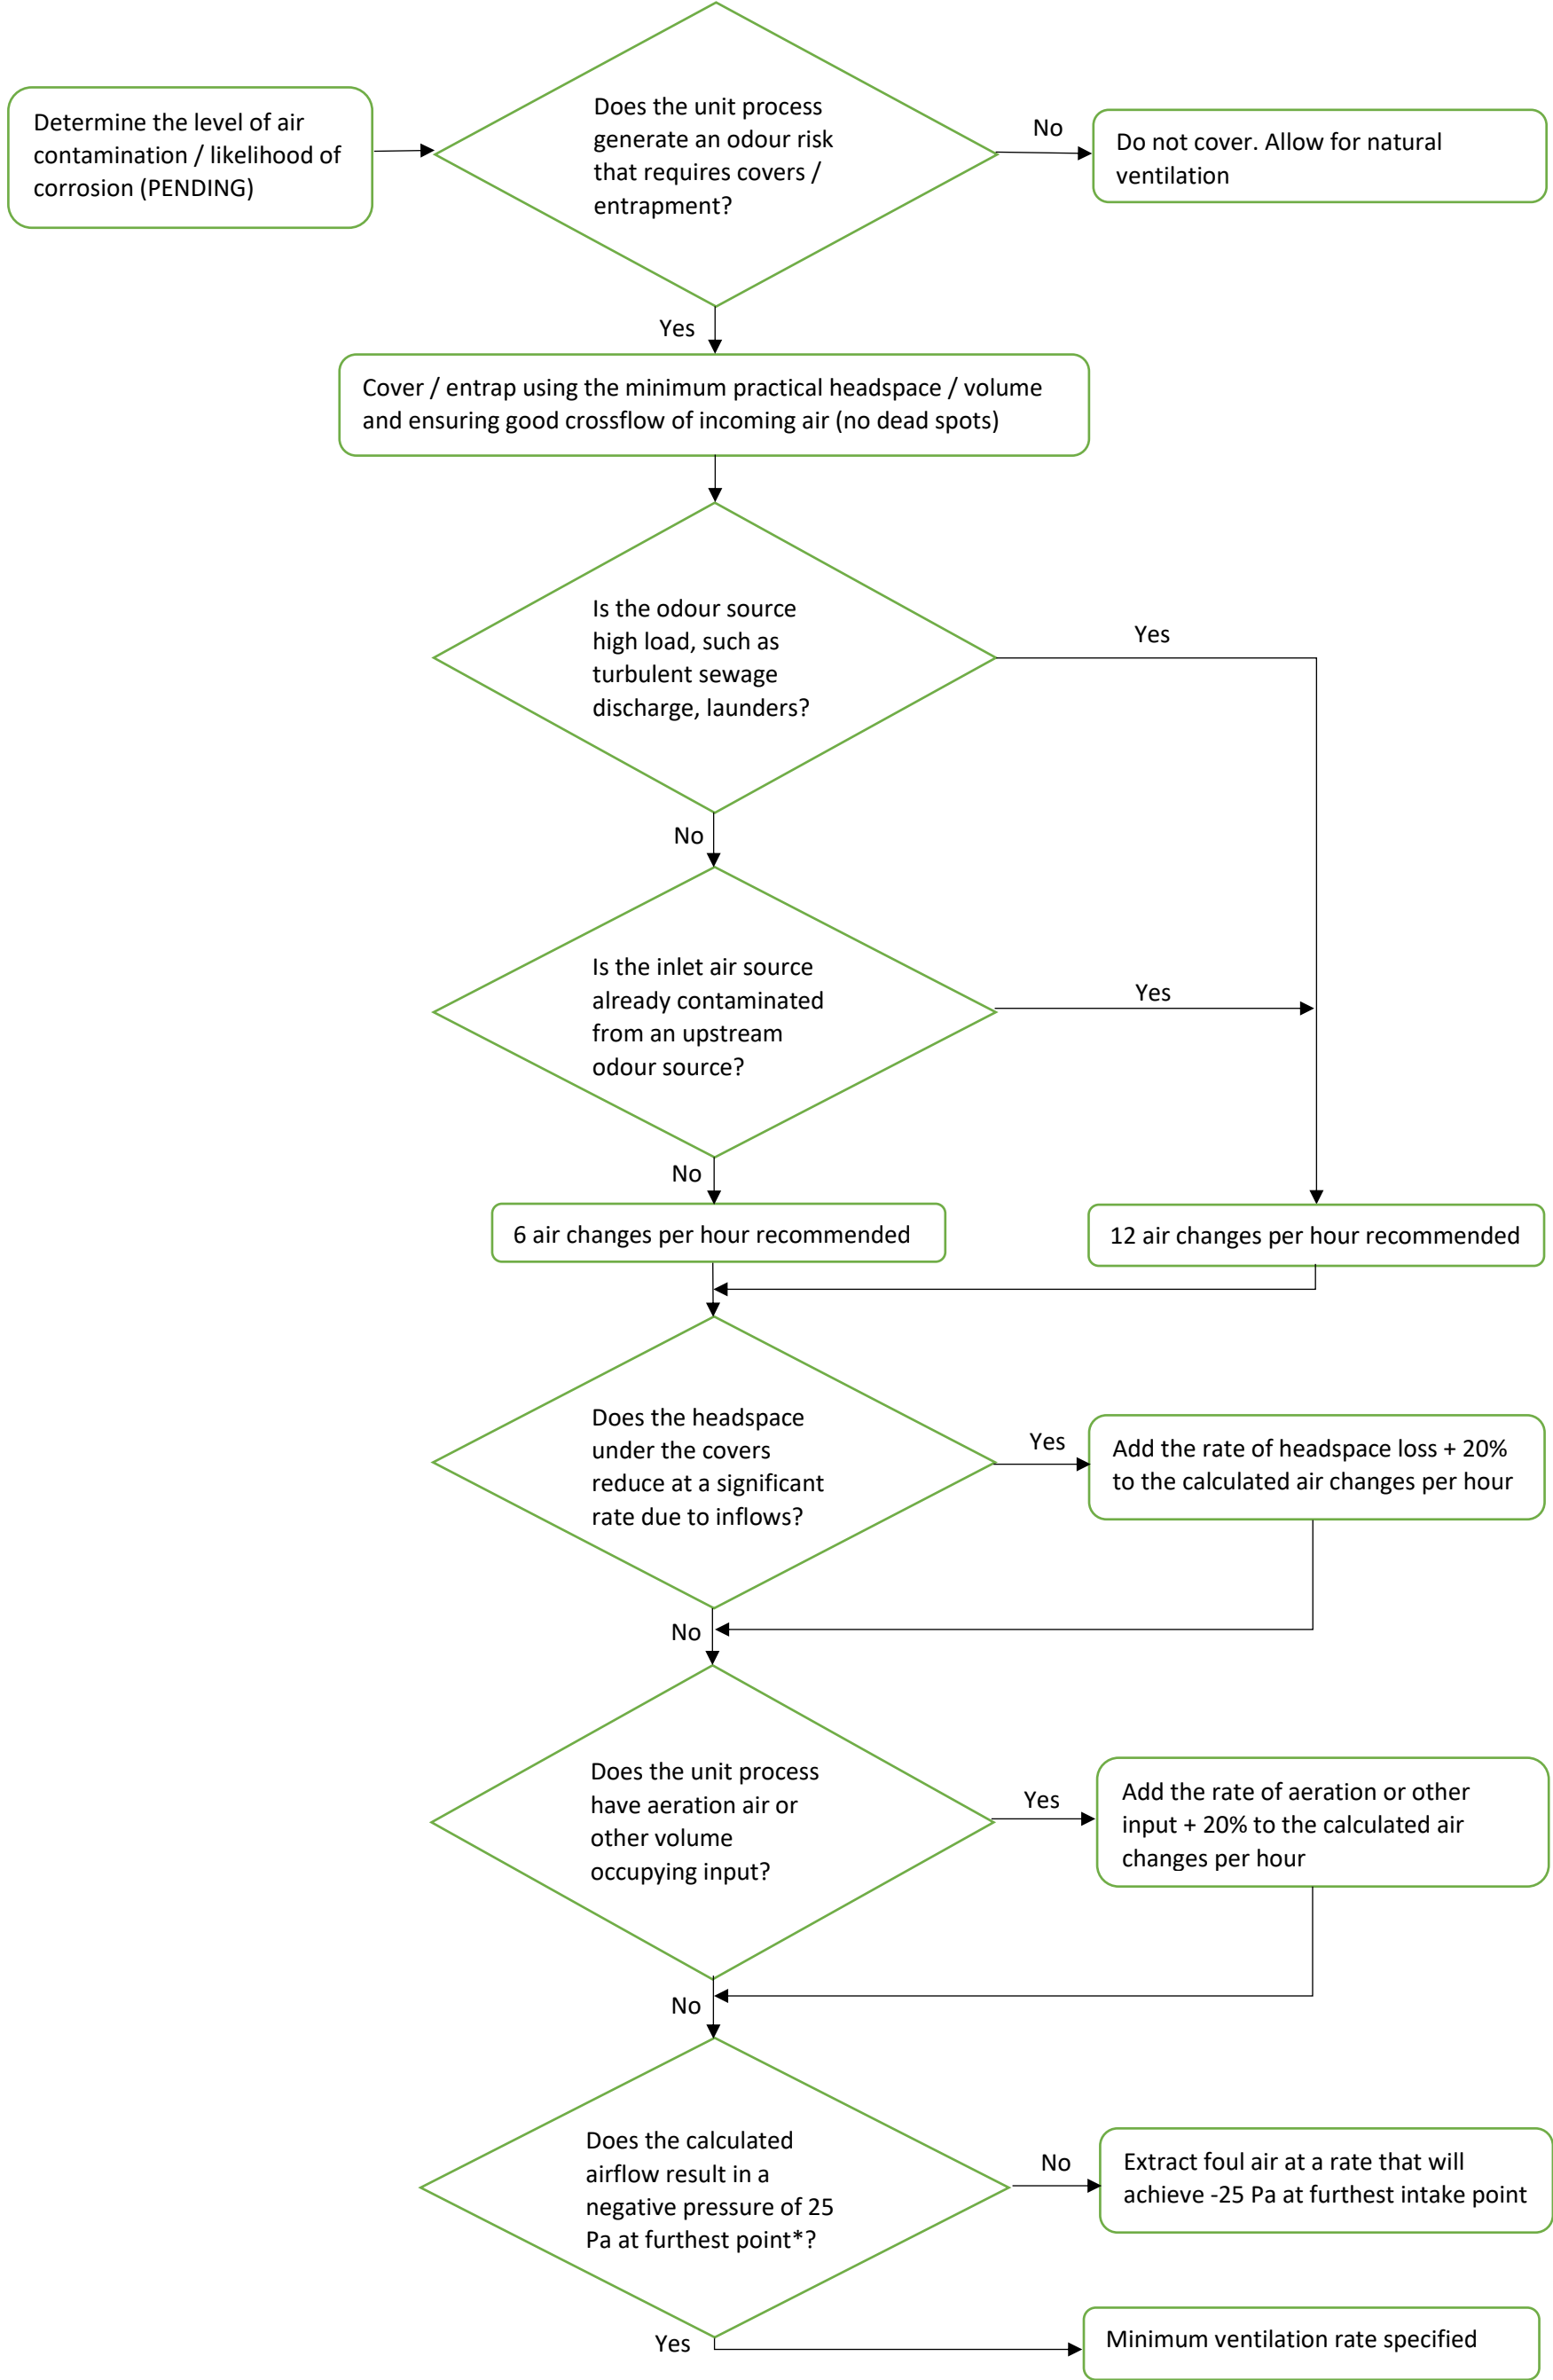 Determine the level of air
contamination / likelihood of
corrosion (PENDING)
Does the unit process
generate an odour risk
that requires covers /
entrapment?
No
Do not cover. Allow for natural
ventilation
Yes
Cover / entrap using the minimum practical headspace / volume
and ensuring good crossflow of incoming air (no dead spots)
Is the odour source
high load, such as
turbulent sewage
discharge, launders?
Yes
No
Is the inlet air source
already contaminated
from an upstream
odour source?
Yes
No
6 air changes per hour recommended
12 air changes per hour recommended
Does the headspace
under the covers
reduce at a significant
rate due to inflows?
Yes
Add the rate of headspace loss + 20%
to the calculated air changes per hour
No
Does the unit process
have aeration air or
other volume
occupying input?
Yes
Add the rate of aeration or other
input + 20% to the calculated air
changes per hour
No
Does the calculated
airflow result in a
negative pressure of 25
Pa at furthest point*?
No
Extract foul air at a rate that will
achieve -25 Pa at furthest intake point
Yes
Minimum ventilation rate specified